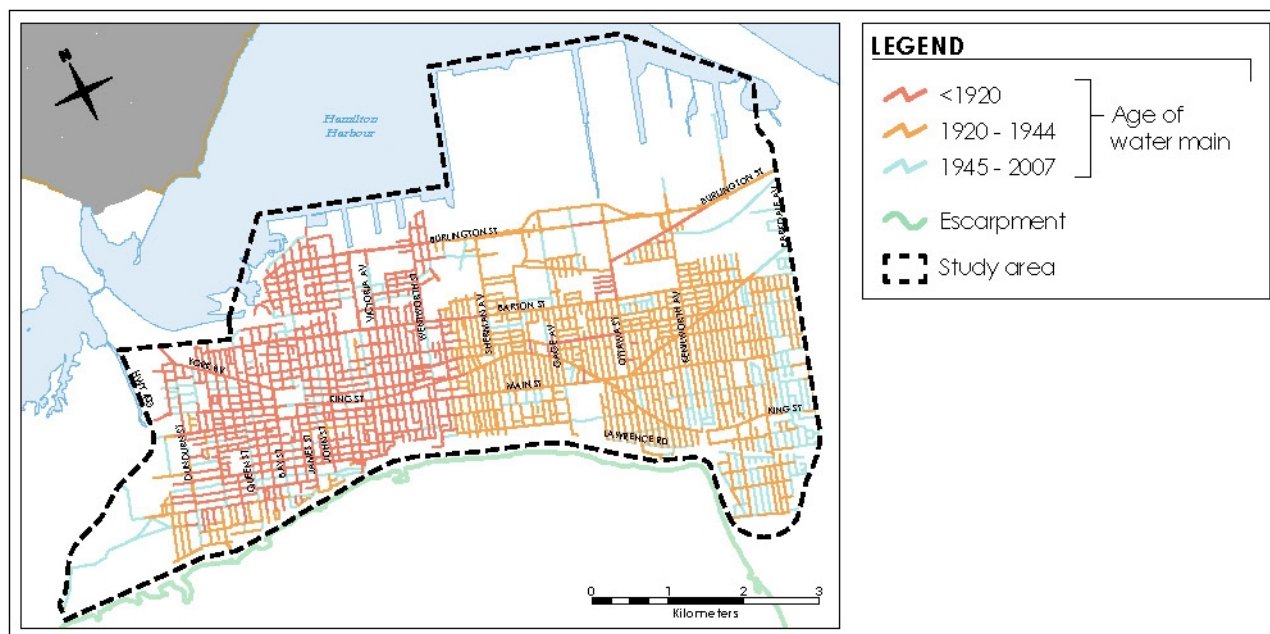 N
Hamilton
Harbour
BURLINGTON ST
BURLINGTON ST
PARKDALE AV
VICTORIA AV
WENTWORTH ST
BARTON ST
SHERMAN AV
GAGE AV
OTTAWA ST
KENILWORTH AV
YORK BV
HWY 403
KING ST
MAIN ST
KING ST
LAWRENCE RD
DUNDURN ST
QUEEN ST
BAY ST
JAMES ST
JOHN ST
0 1 2 3
Kilometers
LEGEND
<1920
1920 - 1944
1945 - 2007
Age of
water main
Escarpment
Study area